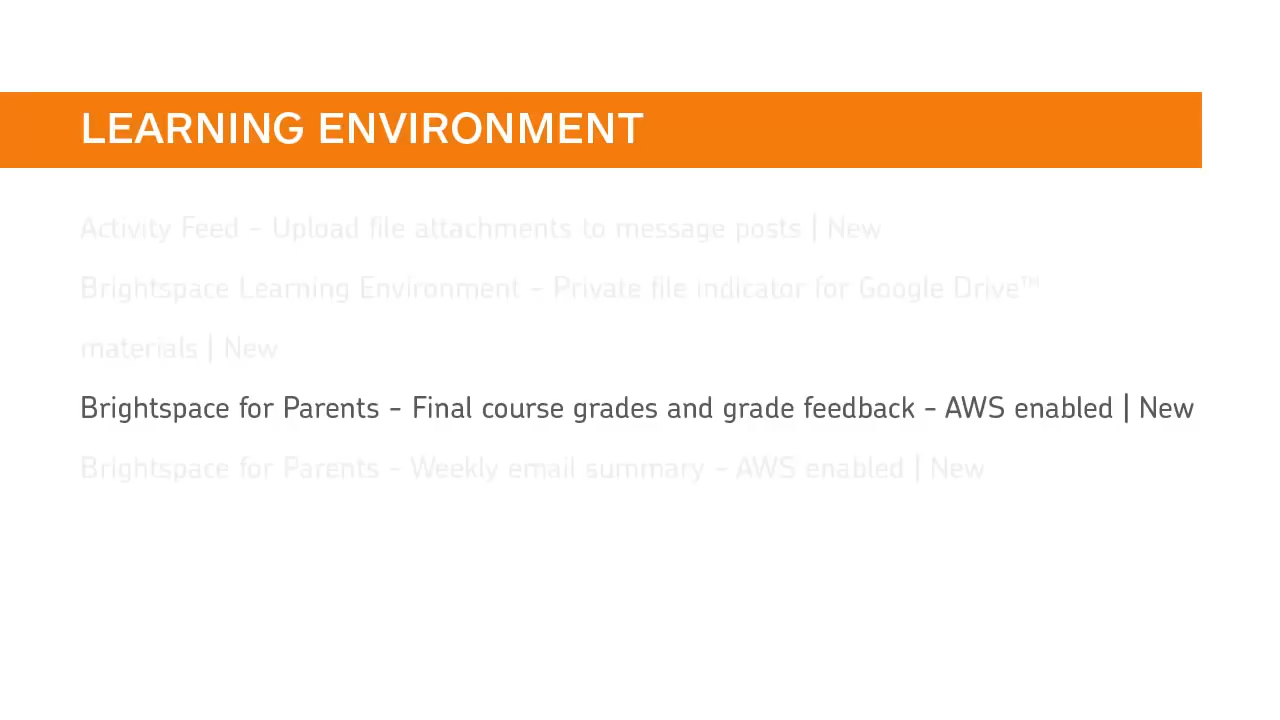 LEARNING ENVIRONMENT
Activity Feed - Upload file attachments to message posts | New
Brightspace Learning Environment - Private file indicator for Google Drive™
materials | New
Brightspace for Parents - Final course grades and grade feedback - AWS enabled | New
Brightspace for Parents - Weekly email summary - AWS enabled | New